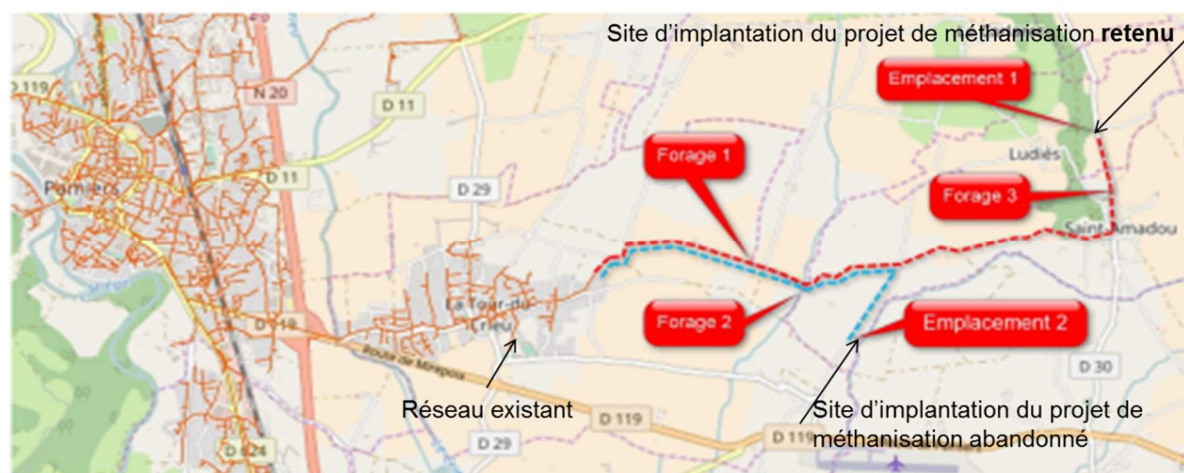 Site d'implantation du projet de méthanisation retenu
Emplacement 1
D 119
N 20
D 11
Forage 1
Ludiés
D 11
D 29
Forage 3
Pamiers
Saint-Amadou
La Tour-du-
Crieu
Forage 2
Emplacement 2
Route de Mirepoix
D 30
Réseau existant
Site d'implantation du projet de
méthanisation abandonné
D 119
D 119
D 29
D 624